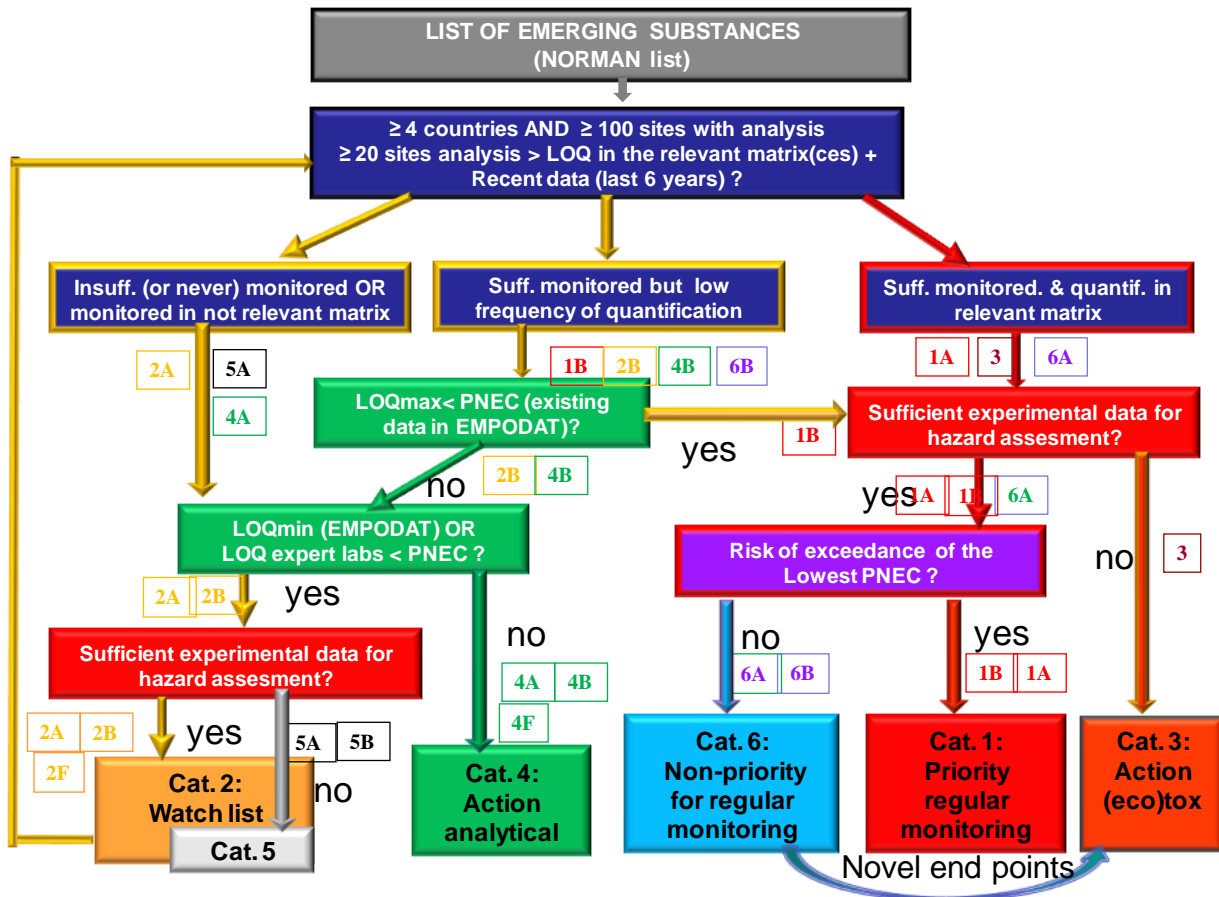 LIST OF EMERGING SUBSTANCES
(NORMAN list)
≥ 4 countries AND ≥ 100 sites with analysis
≥ 20 sites analysis > LOQ in the relevant matrix(ces) +
Recent data (last 6 years) ?
Insuff. (or never) monitored OR
monitored in not relevant matrix
Suff. monitored but low
frequency of quantification
Suff. monitored. & quantif. in
relevant matrix
2A 5A
4A
1B 2B 4B 6B
1A 3 6A
LOQmax< PNEC (existing
data in EMPODAT)?
yes
1B
Sufficient experimental data for
hazard assesment?
no
2B 4B
yes
1A 1B 6A
LOQmin (EMPODAT) OR
LOQ expert labs < PNEC ?
Risk of exceedance of the
Lowest PNEC ?
no
3
2A 2B
yes
no
4A 4B
4F
no
6A 6B
yes
1B 1A
Sufficient experimental data for
hazard assesment?
2A 2B
2F
yes
5A 5B
no
Cat. 2:
Watch list
Cat. 5
Cat. 4:
Action
analytical
Cat. 6:
Non-priority
for regular
monitoring
Cat. 1:
Priority
regular
monitoring
Cat. 3:
Action
(eco)tox
Novel end points